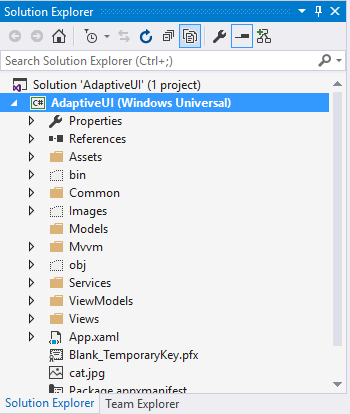 Solution Explorer
Search Solution Explorer (Ctrl+;)
Solution 'AdaptiveUI' (1 project)
C# AdaptiveUI (Windows Universal)
Properties
References
Assets
bin
Common
Images
Models
Mvvm
obj
Services
ViewModels
Views
App.xaml
Blank_TemporaryKey.pfx
cat.jpg
Package.appxmanifest
Solution Explorer Team Explorer